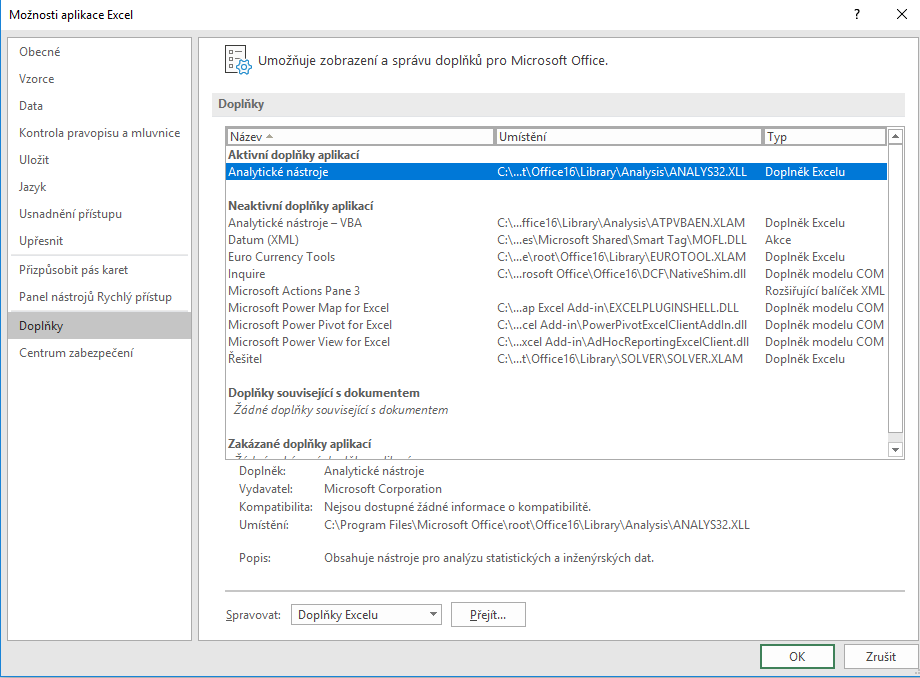 Možnosti aplikace Excel
?
Obecné
Vzorce
Data
Kontrola pravopisu a mluvnice
Uložit
Jazyk
Usnadnění přístupu
Upřesnit
Přizpůsobit pás karet
Panel nástrojů Rychlý přístup
Doplňky
Centrum zabezpečení
Umožňuje zobrazení a správu doplňků pro Microsoft Office.
Doplňky
Název Umístění Typ
Aktivní doplňky aplikací
Analytické nástroje C:\...t\Office16\Library\Analysis\ANALYS32.XLL Doplněk Excelu
Neaktivní doplňky aplikací
Analytické nástroje – VBA C:\...ffice16\Library\Analysis\ATPVBAEN.XLAM Doplněk Excelu
Datum (XML) C:\...es\Microsoft Shared\Smart Tag\MOFL.DLL Akce
Euro Currency Tools C:\...e\root\Office16\Library\EUROTOOL.XLAM Doplněk Excelu
Inquire C:\...rosoft Office\Office16\DCF\NativeShim.dll Doplněk modelu COM
Microsoft Actions Pane 3 Rozšiřující balíček XML
Microsoft Power Map for Excel C:\...ap Excel Add-in\EXCELPLUGINSHELL.DLL Doplněk modelu COM
Microsoft Power Pivot for Excel C:\...cel Add-in\PowerPivotExcelClientAddIn.dll Doplněk modelu COM
Microsoft Power View for Excel C:\...xcel Add-in\AdHocReportingExcelClient.dll Doplněk modelu COM
Řešitel C:\...t\Office16\Library\SOLVER\SOLVER.XLAM Doplněk Excelu
Doplňky související s dokumentem
Žádné doplňky související s dokumentem
Zakázané doplňky aplikací
Doplněk: Analytické nástroje
Vydavatel: Microsoft Corporation
Kompatibilita: Nejsou dostupné žádné informace o kompatibilitě.
Umístění: C:\Program Files\Microsoft Office\root\Office16\Library\Analysis\ANALYS32.XLL
Popis: Obsahuje nástroje pro analýzu statistických a inženýrských dat.
Spravovat: Doplňky Excelu Přejít...
OK Zrušit